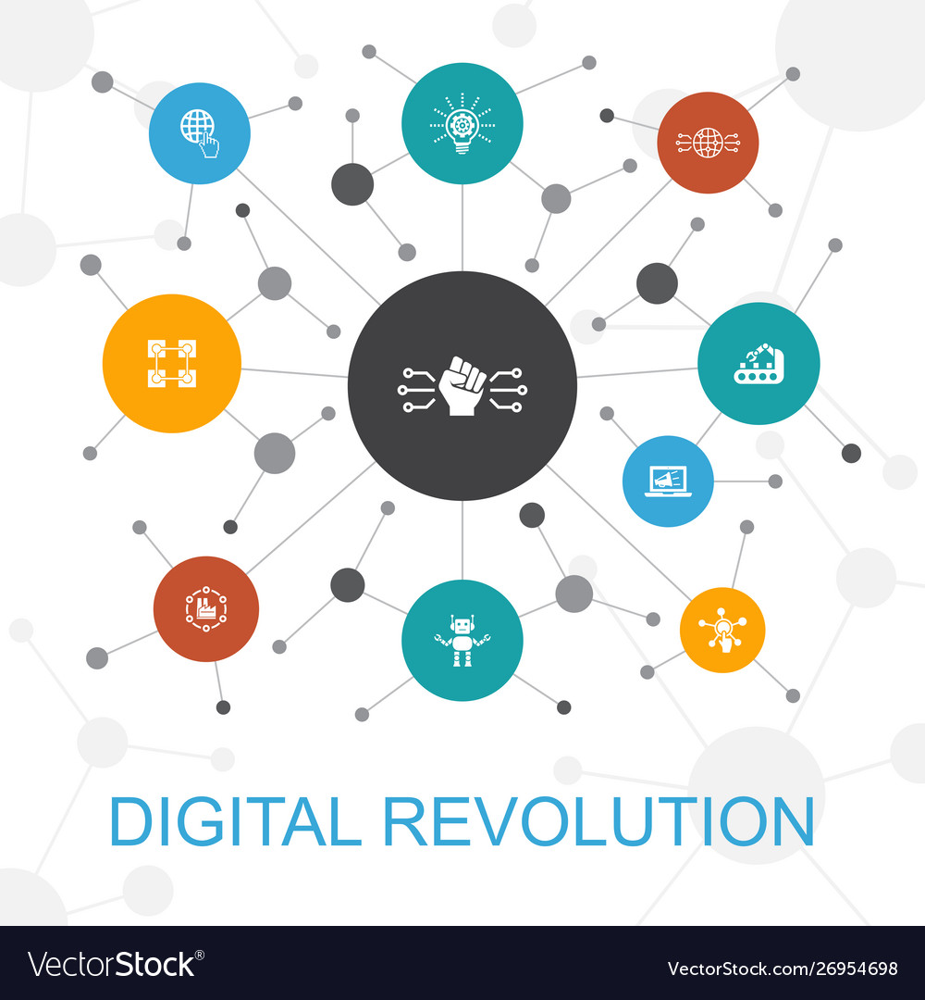 DIGITAL REVOLUTION
VectorStock®
VectorStock.com/26954698